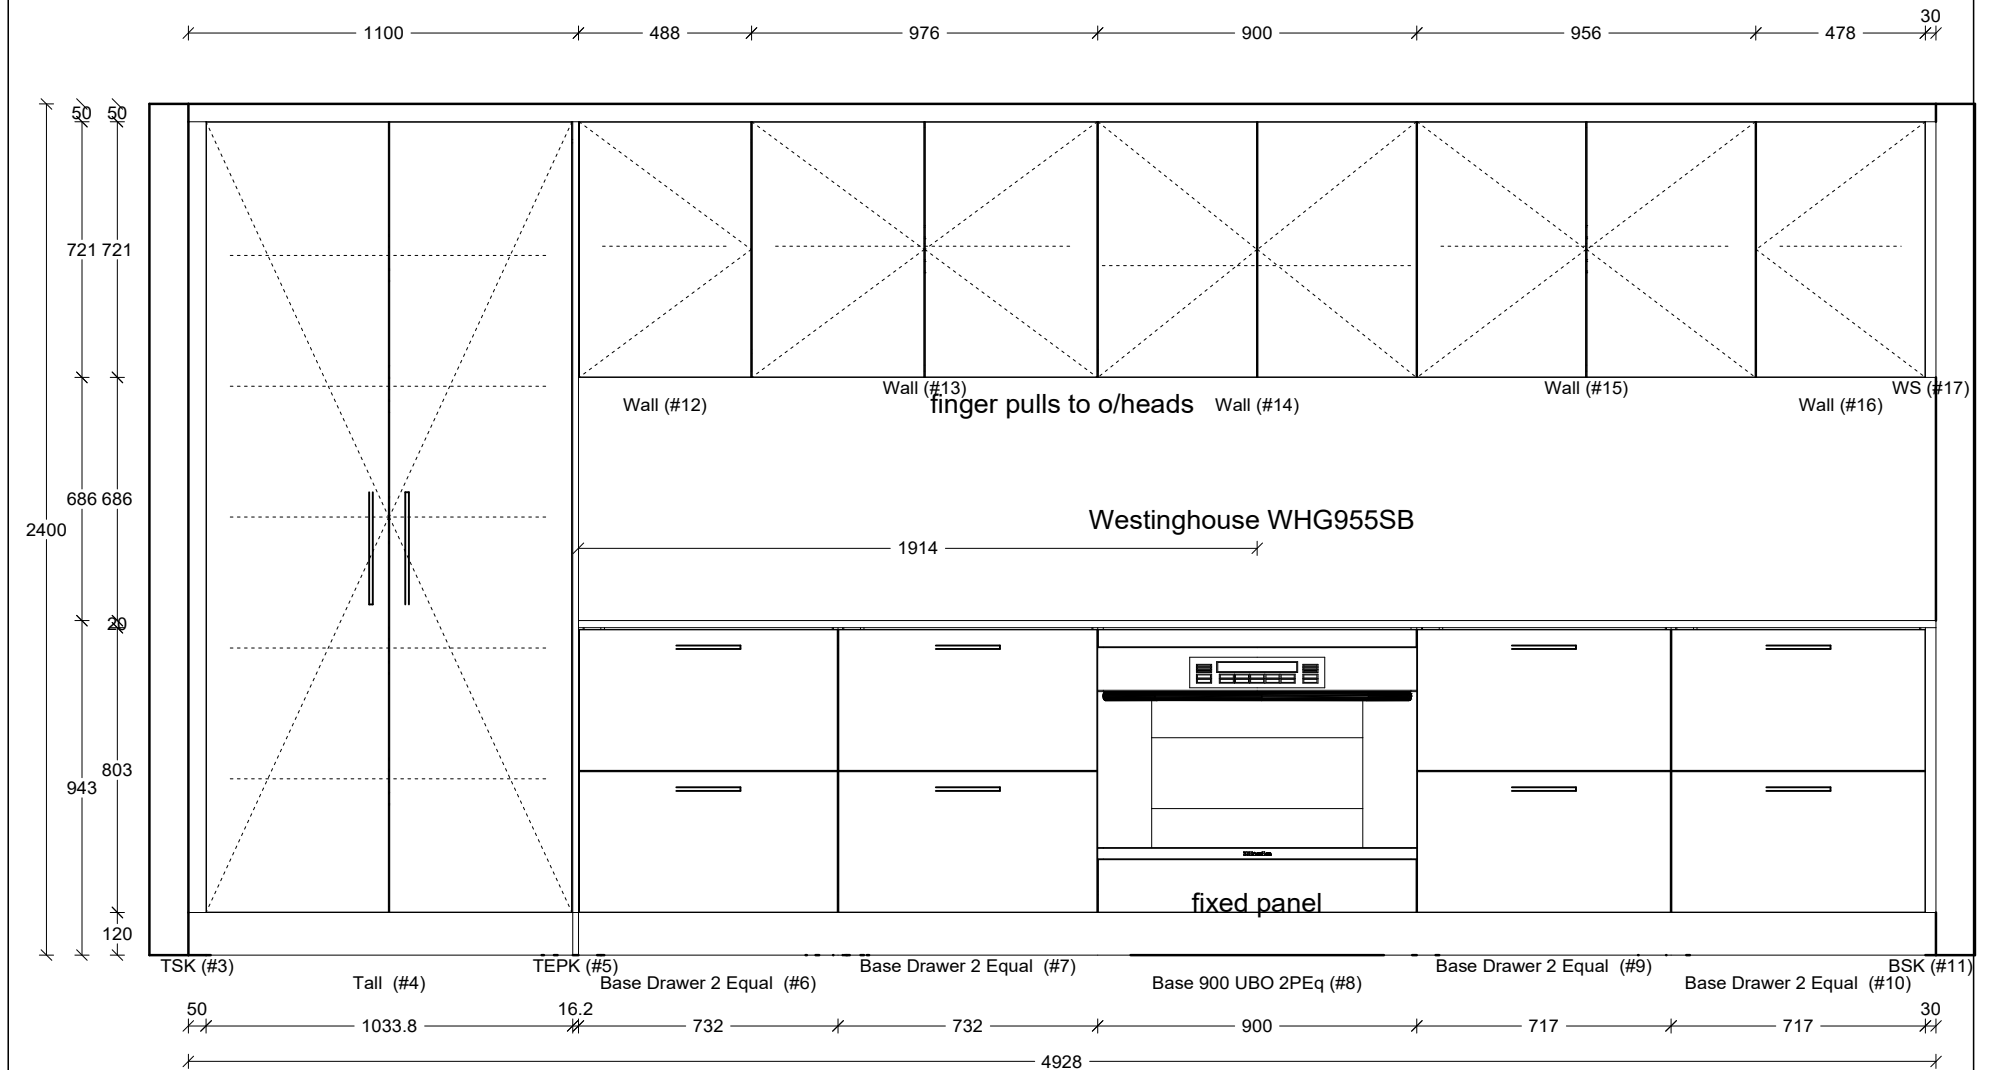 30
1100 488 976 900 956 478
50 50
721 721
Wall (#13) Wall (#15) WS (#17)
Wall (#12) finger pulls to o/heads Wall (#14) Wall (#16)
686 686
Westinghouse WHG955SB
2400
1914
20
803
943
fixed panel
120
TSK (#3) TEPK (#5) Base Drawer 2 Equal (#7) Base Drawer 2 Equal (#9) BSK (#11)
Tall (#4) Base Drawer 2 Equal (#6) Base 900 UBO 2PEq (#8) Base Drawer 2 Equal (#10)
50 16.2 30
1033.8 732 732 900 717 717
4928